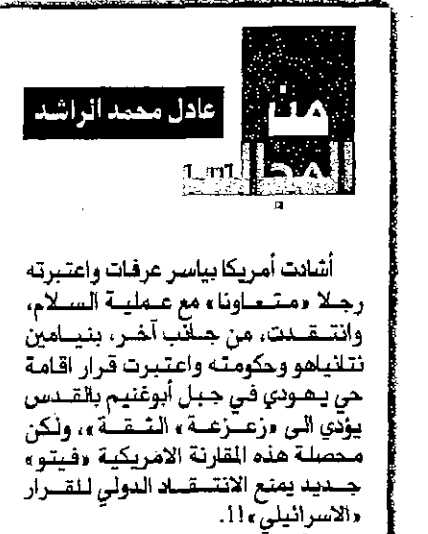 من
المجالس
عادل محمد الراشد
أشادت أمريكا بياسر عرفات واعتبرته
رجلا «متعاونا» مع عملية السلام،
وانتقدت، من جانب آخر، بنيامين
نتانياهو وحكومته واعتبرت قرار اقامة
حي يهودي في جبل أبوغنيم بالقدس
يؤدي الى «زعزعة» الثقة»، ولكن
محصلة هذه المقارنة الامريكية «فيتو»
جديد يمنع الانتقاد الدولي للقرار
«الاسرائيلي»!!.